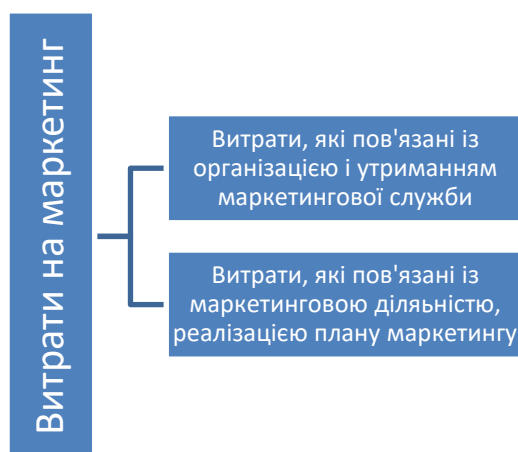 Витрати на маркетинг
Витрати, які пов'язані із
організацією і утриманням
маркетингової служби
Витрати, які пов'язані із
маркетинговою діляьністю,
реалізацією плану маркетингу